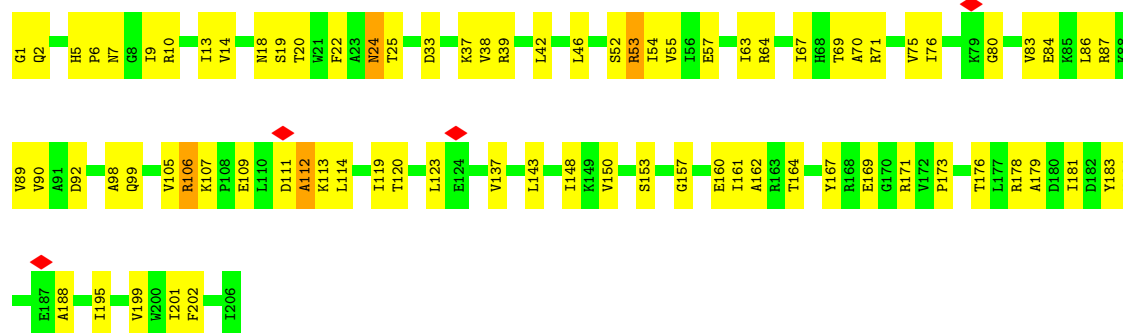 G1 Q2 H5 P6 N7 G8 I9 R10 I13 V14 N18 S19 T20 W21 F22 A23 N24 T25 D33 K37 V38 R39 L42 L46 S52 R53 I54 V55 I56 E57 I63 R64 I67 H68 T69 A70 R71 V75 I76 K79 G80 V83 E84 K85 L86 R87 K88
V89 V90 A91 D92 A98 Q99 V105 R106 K107 P108 E109 L110 D111 A112 K113 L114 I119 T120 L123 E124 V137 L143 I148 K149 V150 S153 G157 E160 I161 A162 R163 T164 Y167 R168 E169 G170 R171 V172 P173 T176 L177 R178 A179 D180 I181 D182 Y183
E187 A188 I195 V199 W200 I201 F202 I206